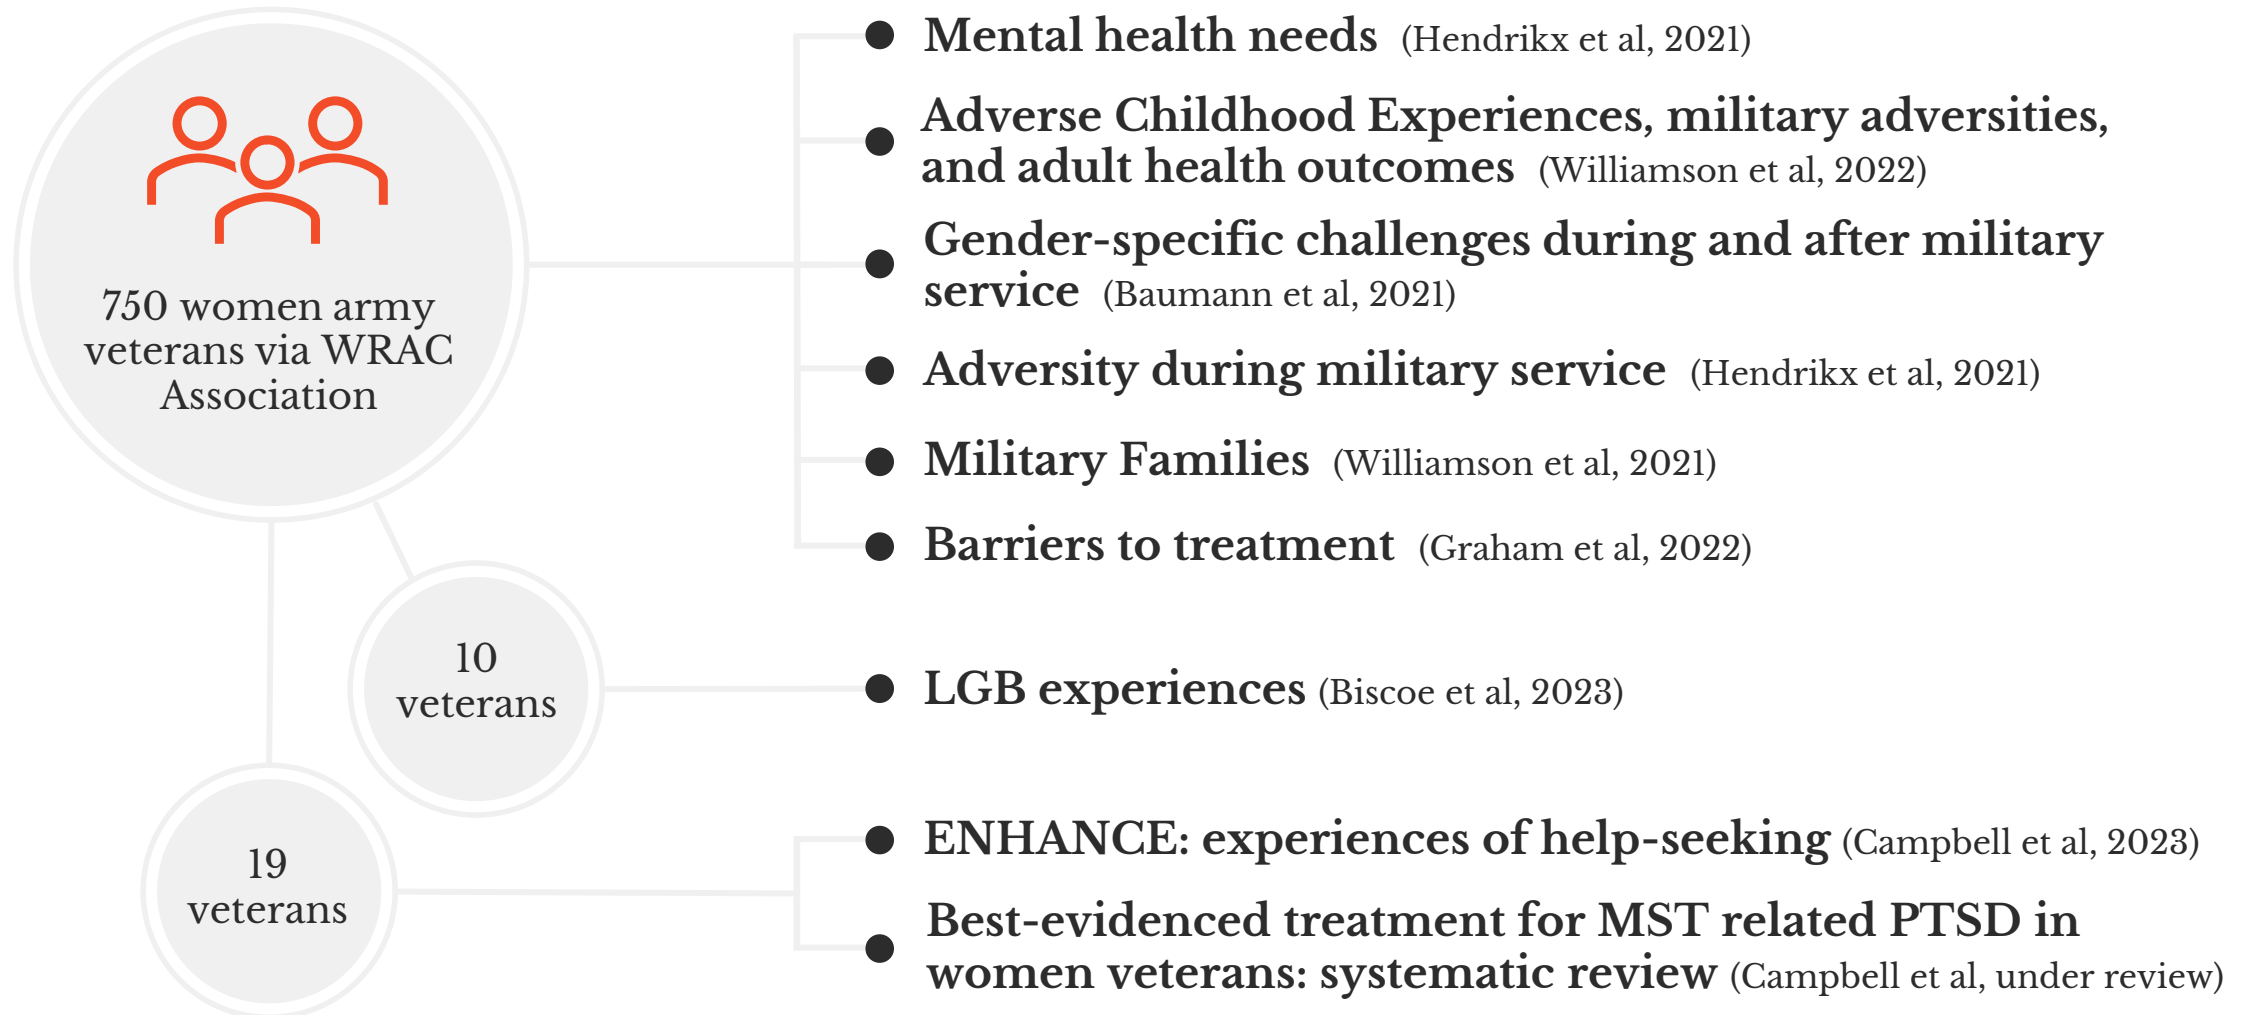 750 women army
veterans via WRAC
Association
Mental health needs (Hendrikx et al, 2021)
Adverse Childhood Experiences, military adversities,
and adult health outcomes (Williamson et al, 2022)
Gender-specific challenges during and after military
service (Baumann et al, 2021)
Adversity during military service (Hendrikx et al, 2021)
Military Families (Williamson et al, 2021)
Barriers to treatment (Graham et al, 2022)
10
veterans
LGB experiences (Biscoe et al, 2023)
19
veterans
ENHANCE: experiences of help-seeking (Campbell et al, 2023)
Best-evidenced treatment for MST related PTSD in
women veterans: systematic review (Campbell et al, under review)